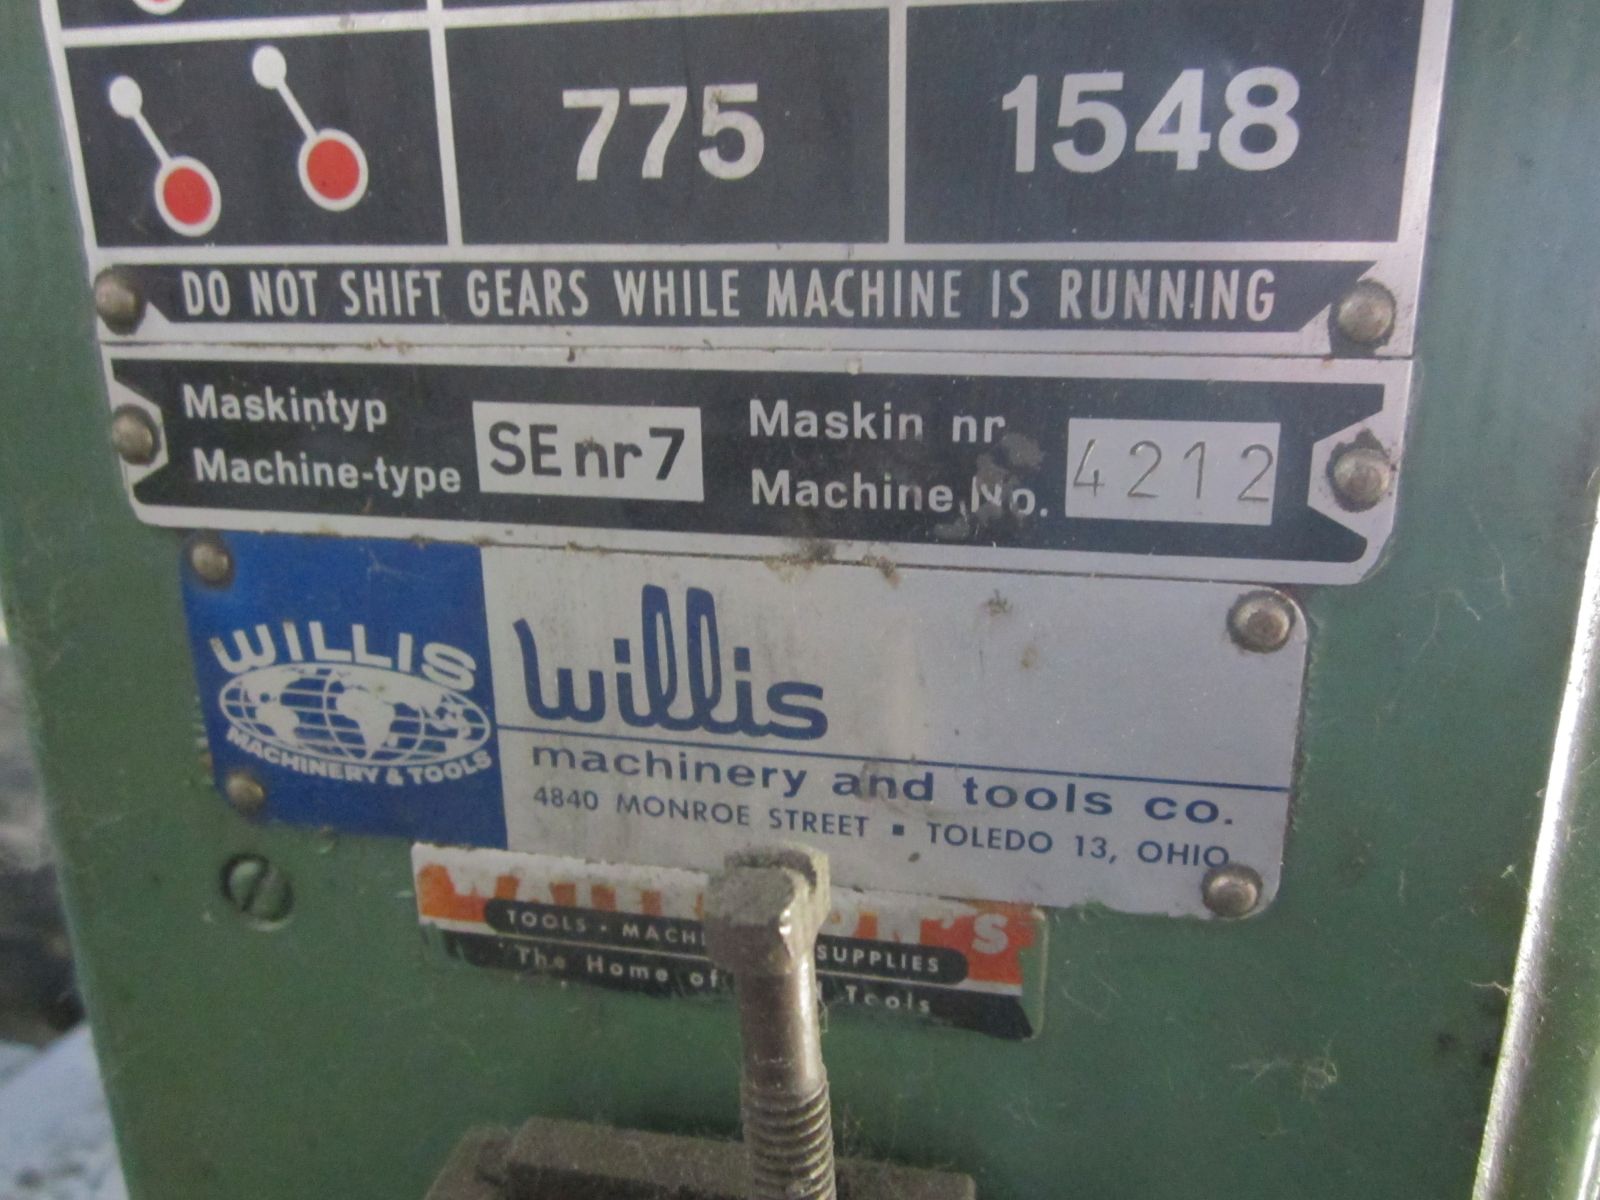 775 1548
DO NOT SHIFT GEARS WHILE MACHINE IS RUNNING
Maskintyp
Machine-type
SE nr 7
Maskin nr
Machine No.
4212
WILLIS
MACHINERY & TOOLS
willis
machinery and tools co.
4840 MONROE STREET ▪ TOLEDO 13, OHIO
TOOLS • SUPPLIES
The Home of Tools